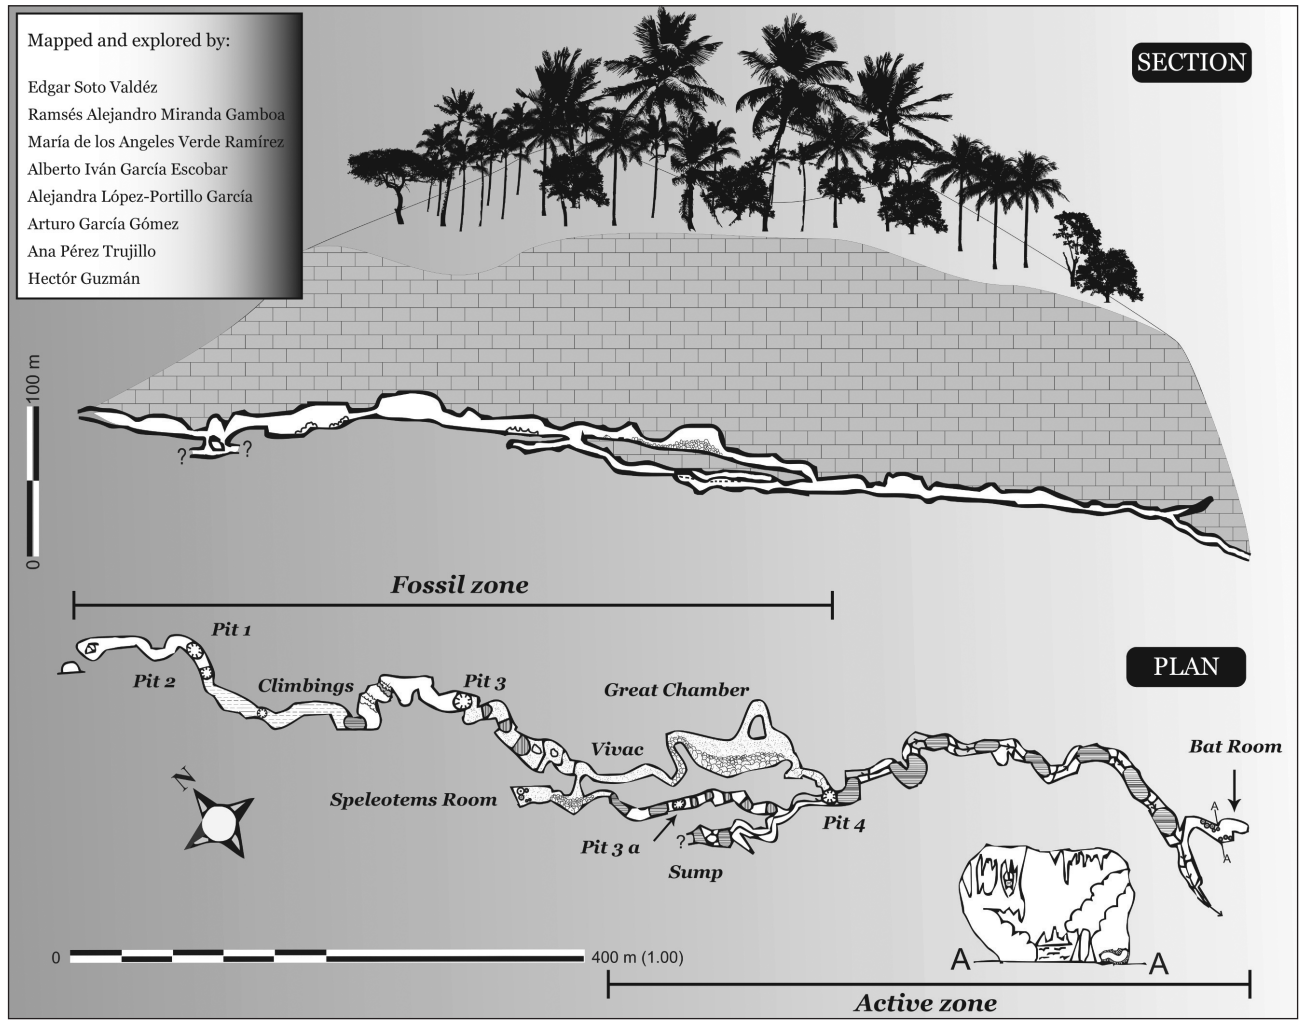 Mapped and explored by:
Edgar Soto Valdéz
Ramsés Alejandro Miranda Gamboa
María de los Angeles Verde Ramírez
Alberto Iván García Escobar
Alejandra López-Portillo García
Arturo García Gómez
Ana Pérez Trujillo
Hectór Guzmán
SECTION
100 m
0
?
?
Fossil zone
PLAN
Pit 1
Pit 2
Climbings
Pit 3
Great Chamber
Vivac
Bat Room
N
Speleotems Room
Pit 4
Pit 3 a
?
Sump
A
A
A
A
0
400 m (1.00)
Active zone